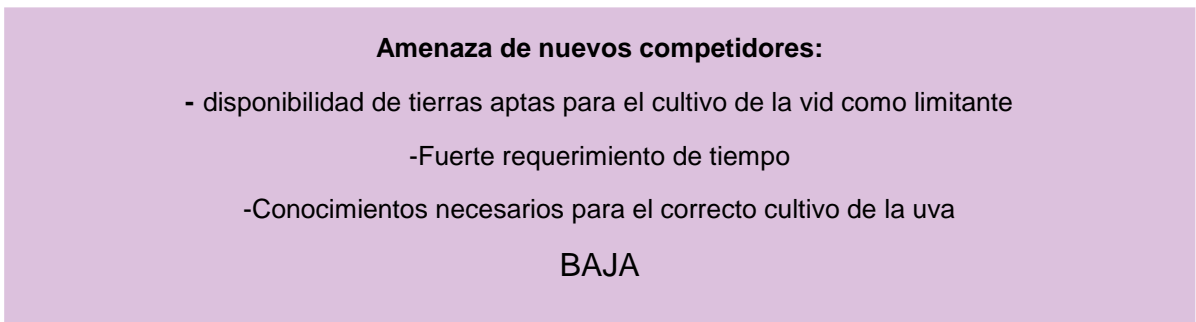 Amenaza de nuevos competidores:
- disponibilidad de tierras aptas para el cultivo de la vid como limitante
-Fuerte requerimiento de tiempo
-Conocimientos necesarios para el correcto cultivo de la uva
BAJA